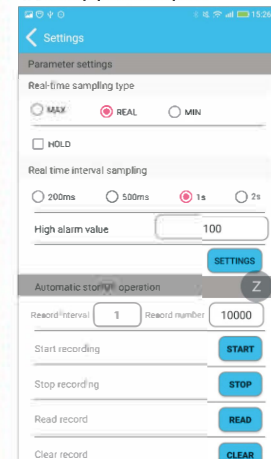 15:26
Settings
Parameter settings
Real-time sampling type
MAX REAL MIN
HOLD
Real time interval sampling
200ms 500ms 1s 2s
High alarm value 100
SETTINGS
Automatic storage operation Z
Record interval 1 Record number 10000
Start recording START
Stop recording STOP
Read record READ
Clear record CLEAR